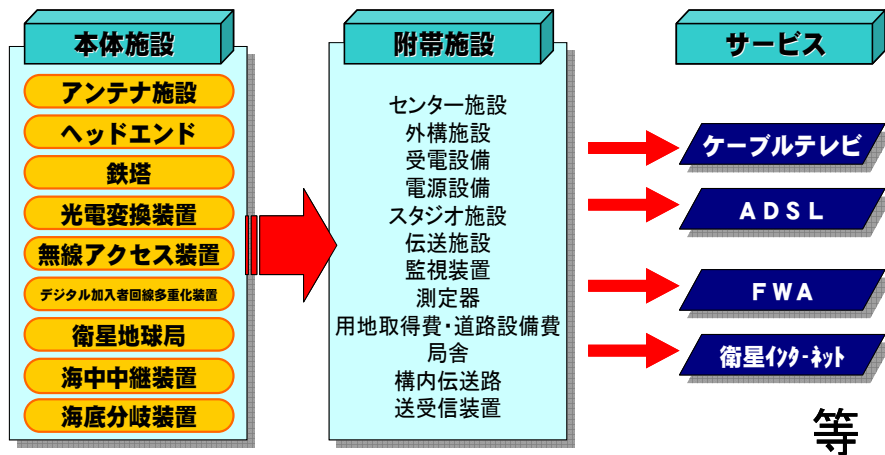 本体施設
アンテナ施設
ヘッドエンド
鉄塔
光電変換装置
無線アクセス装置
デジタル加入者回線多重化装置
衛星地球局
海中中継装置
海底分岐装置
附帯施設
センター施設
外構施設
受電設備
電源設備
スタジオ施設
伝送施設
監視装置
測定器
用地取得費・道路設備費
局舎
構内伝送路
送受信装置
サービス
ケーブルテレビ
ADSL
FWA
衛星インターネット
等